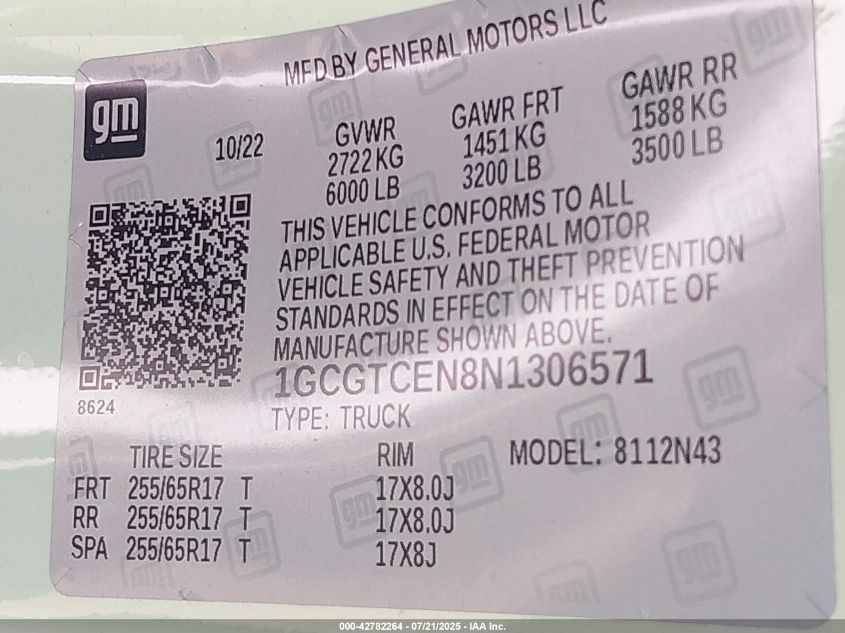 MFD BY GENERAL MOTORS LLC
gm
10/22
GVWR
2722 KG
6000 LB
GAWR FRT
1451 KG
3200 LB
GAWR RR
1588 KG
3500 LB
THIS VEHICLE CONFORMS TO ALL
APPLICABLE U.S. FEDERAL MOTOR
VEHICLE SAFETY AND THEFT PREVENTION
STANDARDS IN EFFECT ON THE DATE OF
MANUFACTURE SHOWN ABOVE.
1GCGTCEN8N1306571
8624
TYPE: TRUCK
TIRE SIZE RIM MODEL: 8112N43
FRT 255/65R17 T 17X8.0J
RR 255/65R17 T 17X8.0J
SPA 255/65R17 T 17X8J
000-42782264 - 07/21/2025 - IAA Inc.